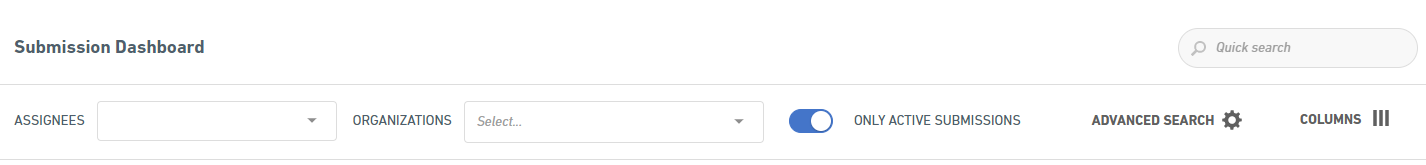 Submission Dashboard
Quick search
ASSIGNEES ORGANIZATIONS Select... ONLY ACTIVE SUBMISSIONS ADVANCED SEARCH COLUMNS